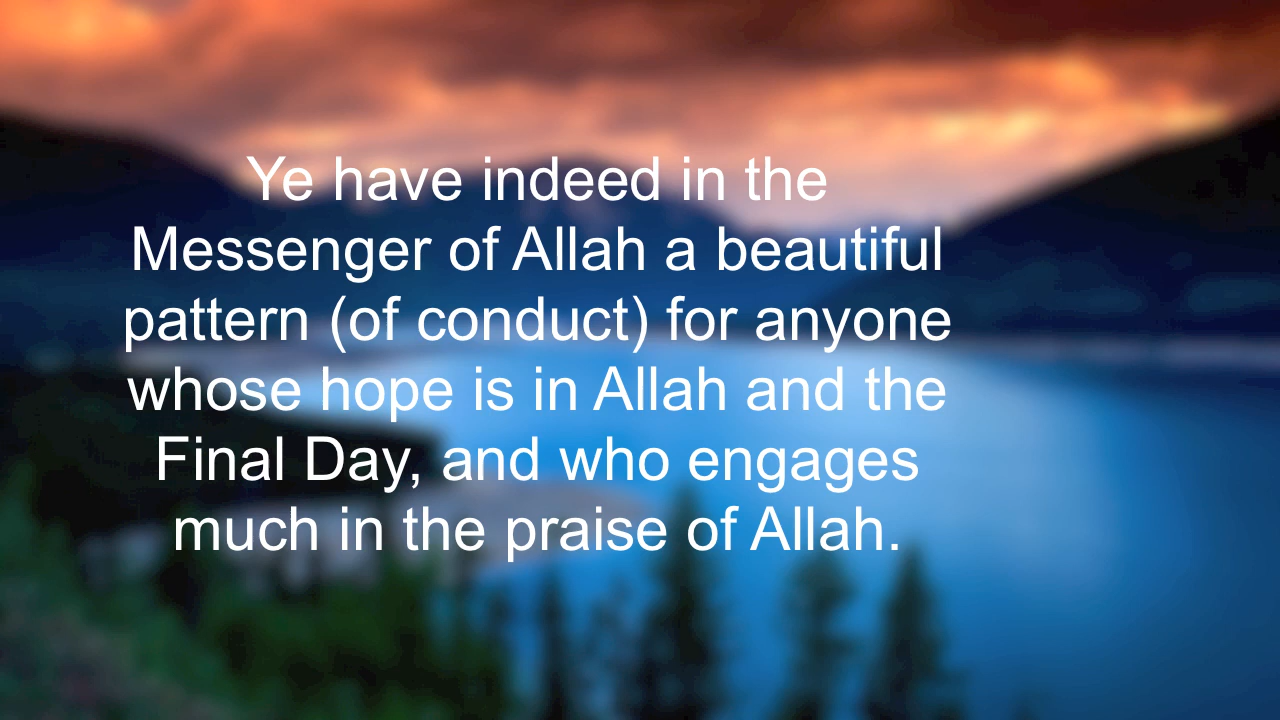 Ye have indeed in the
Messenger of Allah a beautiful
pattern (of conduct) for anyone
whose hope is in Allah and the
Final Day, and who engages
much in the praise of Allah.